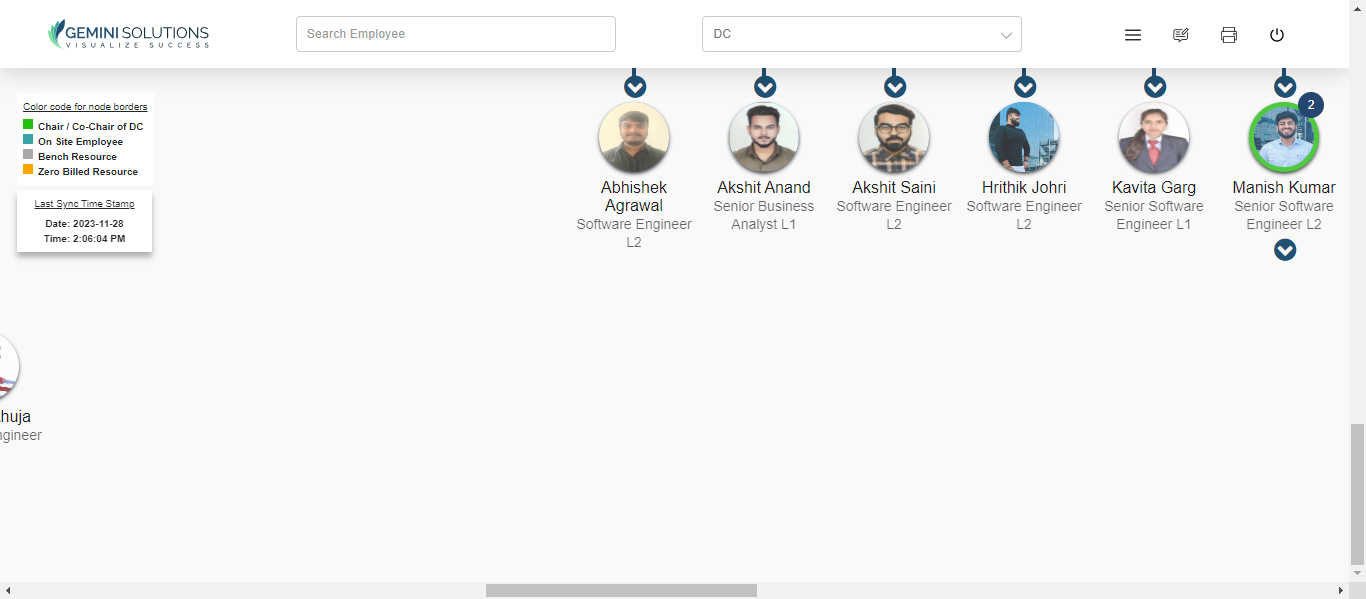 GEMINI SOLUTIONS
VISUALIZE SUCCESS
Search Employee
DC
Color code for node borders
Chair / Co-Chair of DC
On Site Employee
Bench Resource
Zero Billed Resource
Last Sync Time Stamp
Date: 2023-11-28
Time: 2:06:04 PM
Abhishek
Agrawal
Software Engineer
L2
Akshit Anand
Senior Business
Analyst L1
Akshit Saini
Software Engineer
L2
Hrithik Johri
Software Engineer
L2
Kavita Garg
Senior Software
Engineer L1
2
Manish Kumar
Senior Software
Engineer L2
huja
ngineer